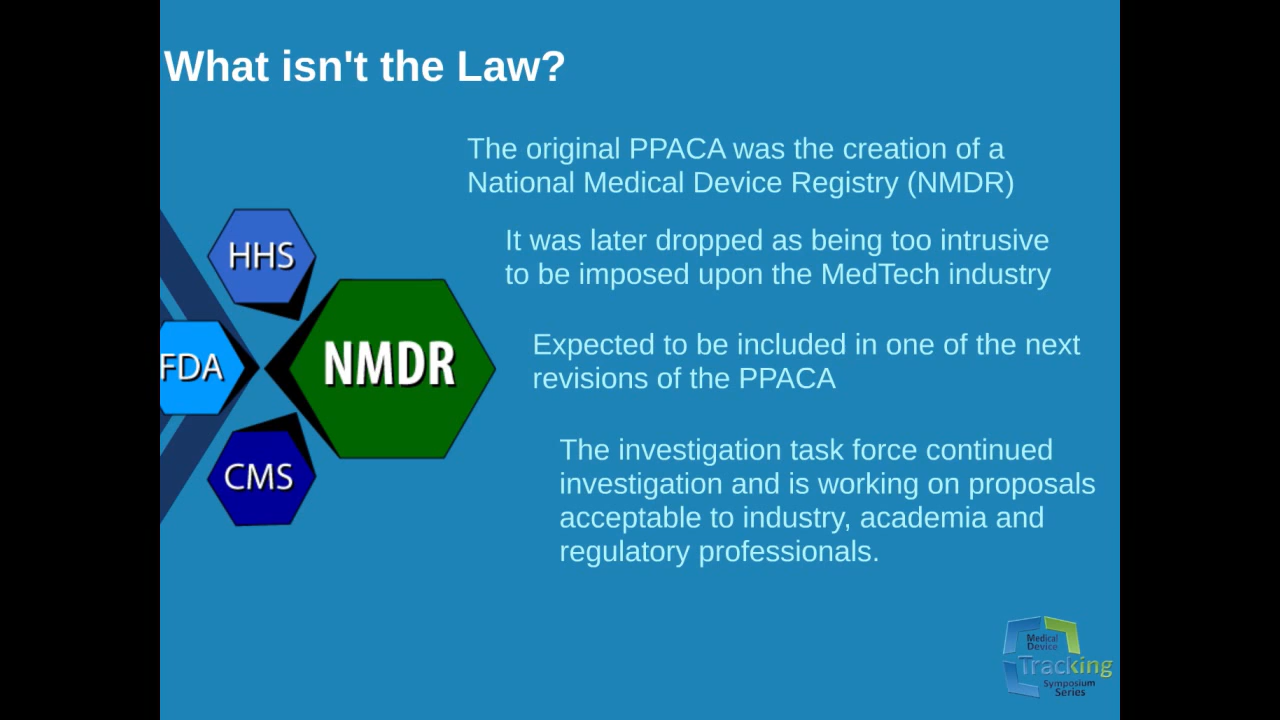 What isn't the Law?
The original PPACA was the creation of a
National Medical Device Registry (NMDR)
It was later dropped as being too intrusive
to be imposed upon the MedTech industry
Expected to be included in one of the next
revisions of the PPACA
The investigation task force continued
investigation and is working on proposals
acceptable to industry, academia and
regulatory professionals.
HHS
FDA
NMDR
CMS
Medical
Device
Tracking
Symposium
Series